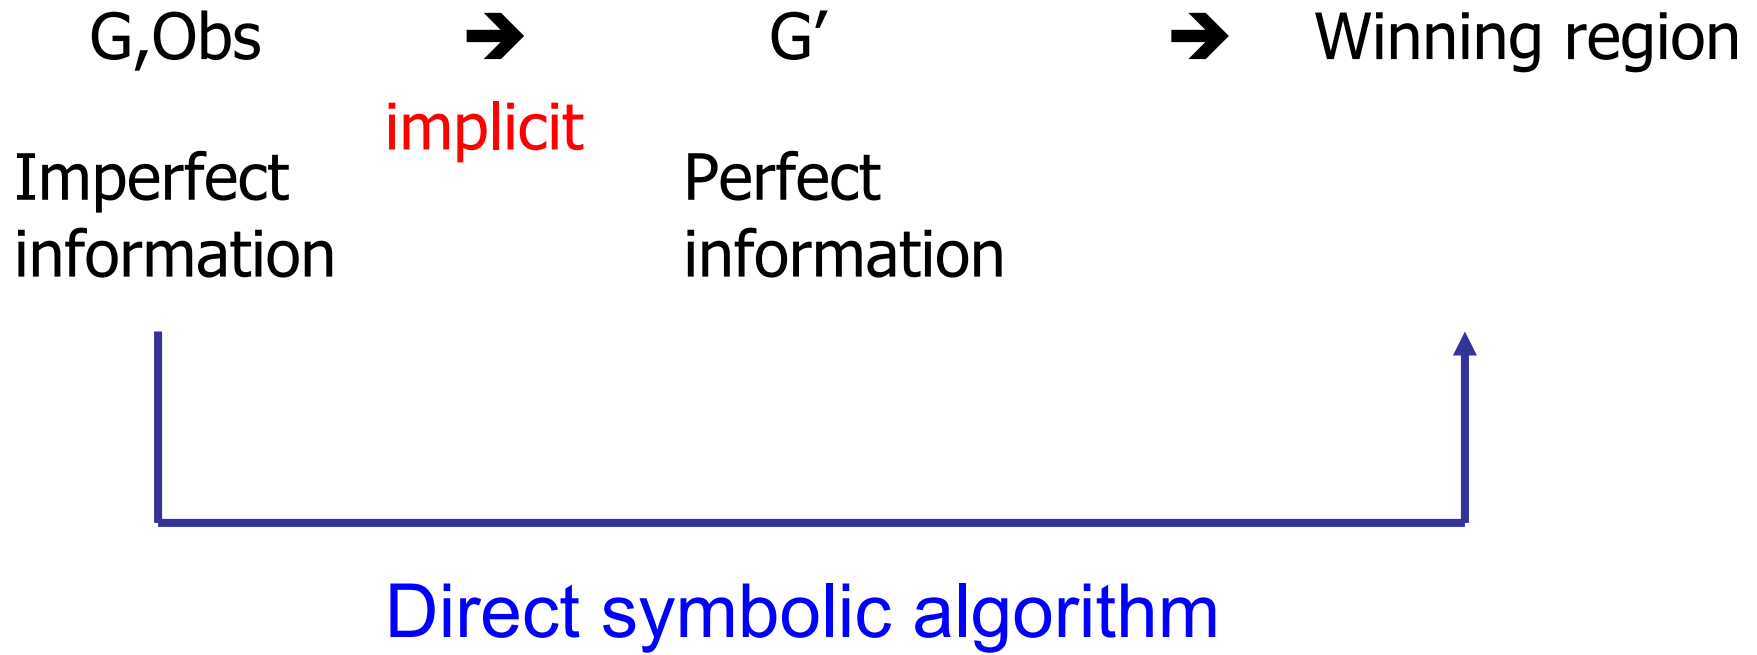 G,Obs ➔ G’ ➔ Winning region
implicit
Imperfect information
Perfect information
Direct symbolic algorithm